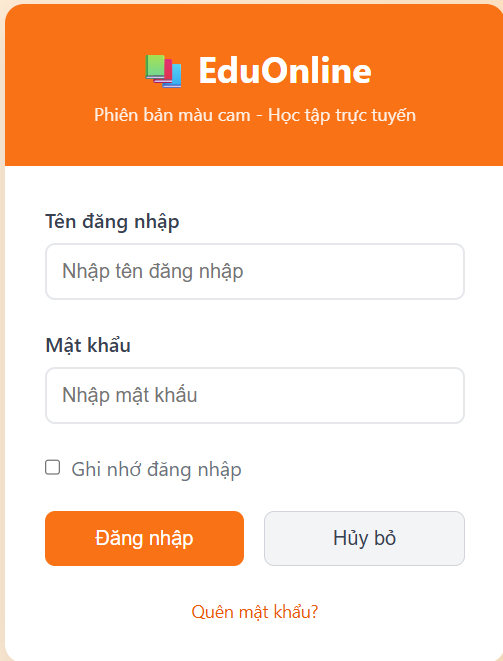 EduOnline
Phiên bản màu cam - Học tập trực tuyến
Tên đăng nhập
Nhập tên đăng nhập
Mật khẩu
Nhập mật khẩu
Ghi nhớ đăng nhập
Đăng nhập
Hủy bỏ
Quên mật khẩu?